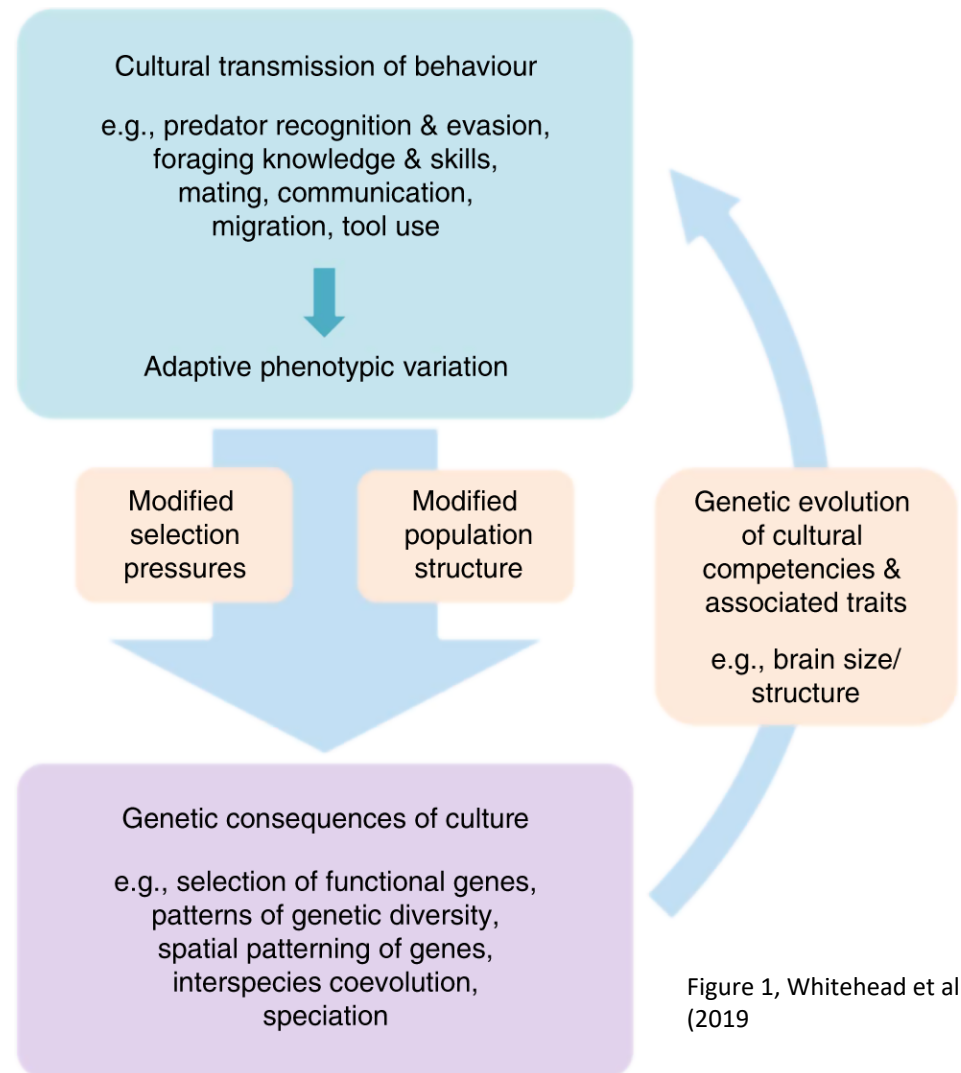 Cultural transmission of behaviour
e.g., predator recognition & evasion,
foraging knowledge & skills,
mating, communication,
migration, tool use
Adaptive phenotypic variation
Modified
selection
pressures
Modified
population
structure
Genetic evolution
of cultural
competencies &
associated traits
e.g., brain size/
structure
Genetic consequences of culture
e.g., selection of functional genes,
patterns of genetic diversity,
spatial patterning of genes,
interspecies coevolution,
speciation
Figure 1, Whitehead et al
(2019